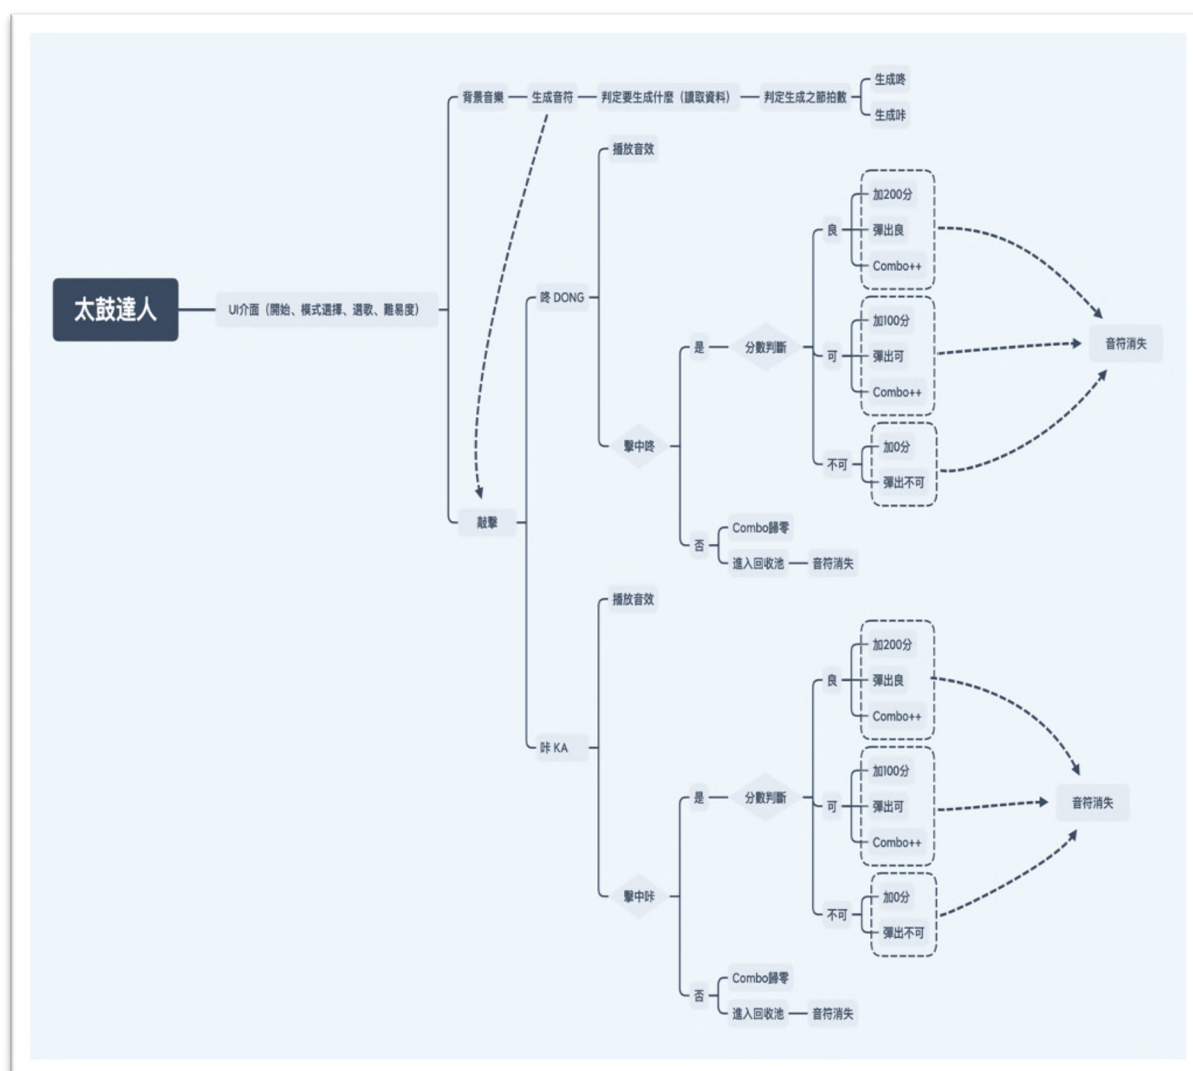 太鼓達人
UI介面（開始、模式選擇、選歌、難易度）
背景音樂
生成音符
判定要生成什麼（讀取資料）
判定生成之節拍數
生成咚
生成咔
敲擊
咚 DONG
播放音效
擊中咚
是
分數判斷
良
加200分
彈出良
Combo++
可
加100分
彈出可
Combo++
不可
加0分
彈出不可
音符消失
否
Combo歸零
進入回收池
音符消失
咔 KA
播放音效
擊中咔
是
分數判斷
良
加200分
彈出良
Combo++
可
加100分
彈出可
Combo++
不可
加0分
彈出不可
音符消失
否
Combo歸零
進入回收池
音符消失